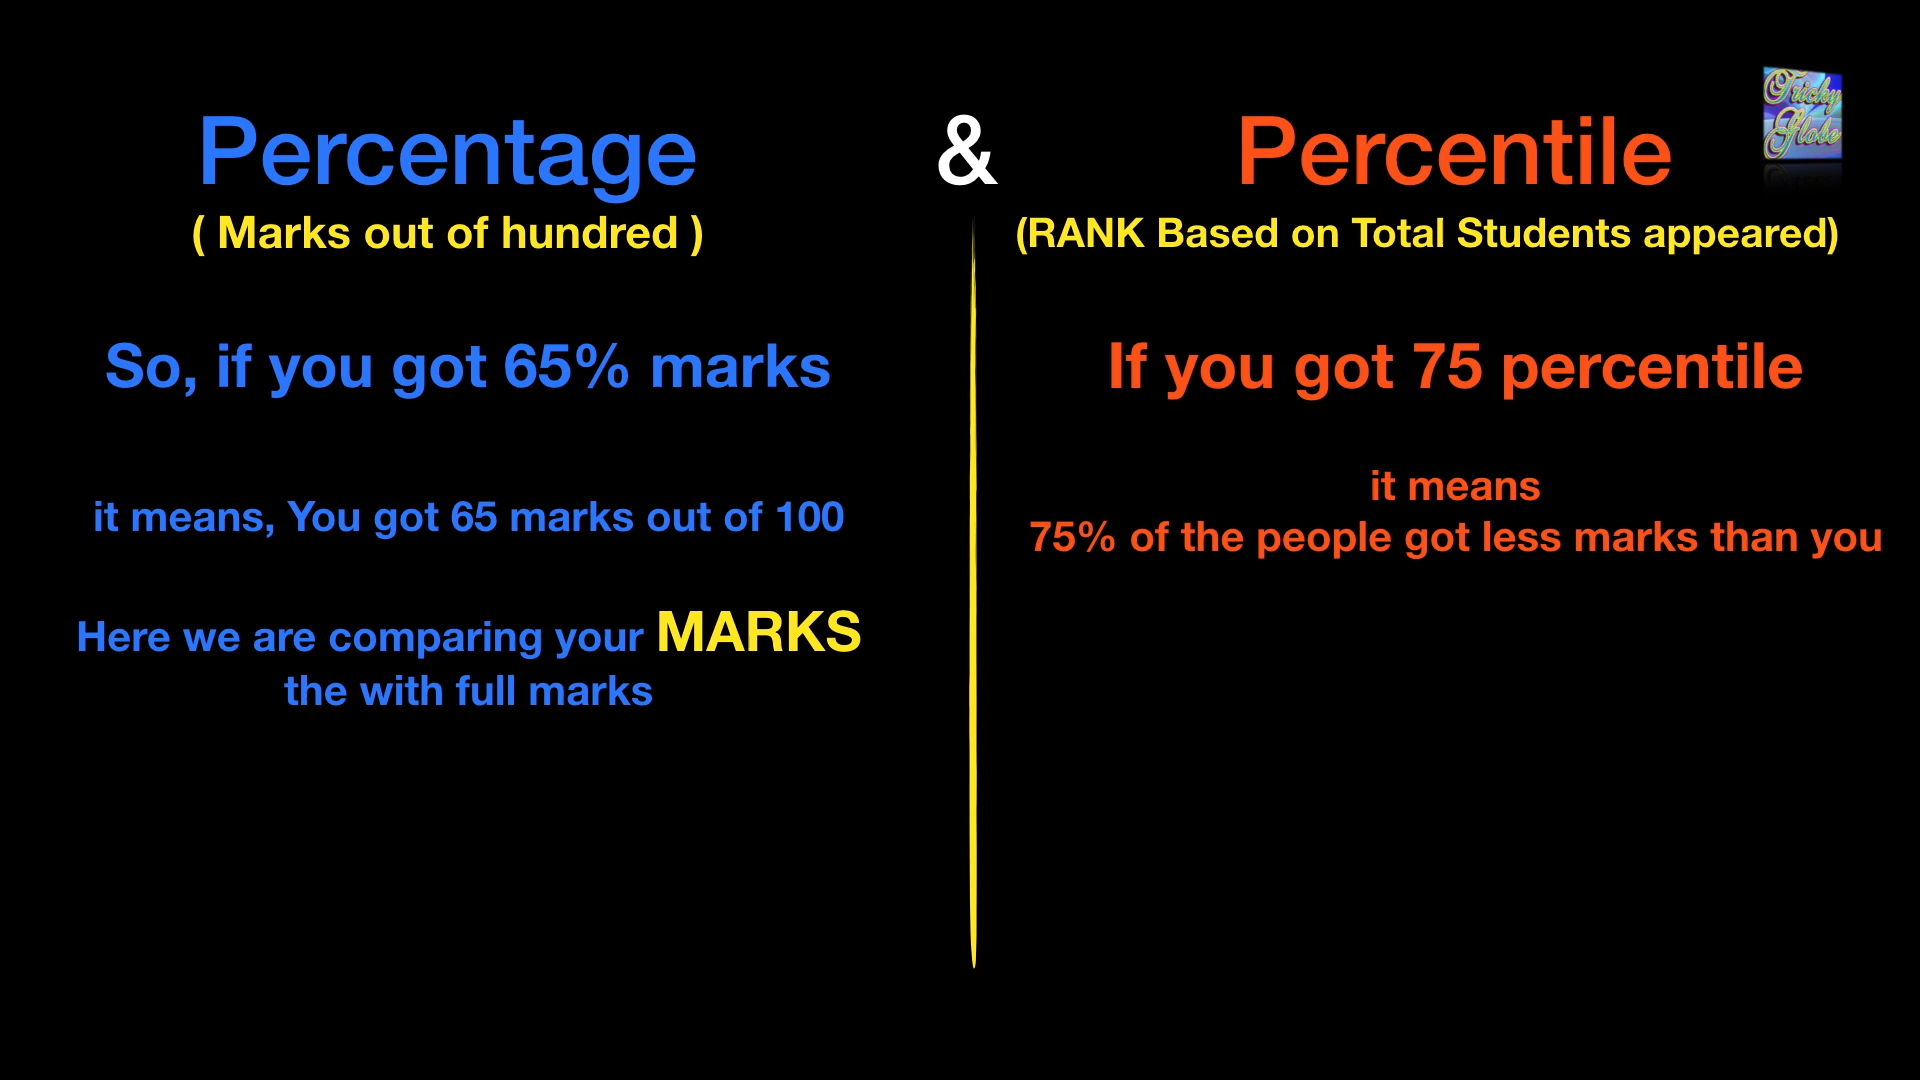 Percentage & Percentile
( Marks out of hundred )
(RANK Based on Total Students appeared)
So, if you got 65% marks
it means, You got 65 marks out of 100
Here we are comparing your MARKS
the with full marks
If you got 75 percentile
it means
75% of the people got less marks than you
Tricky
Globe